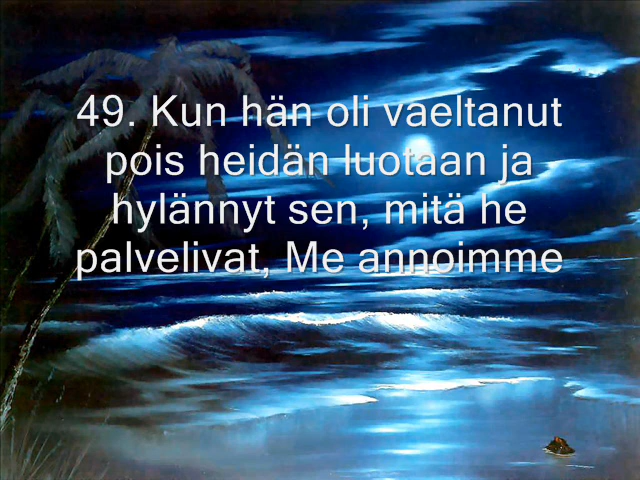 49. Kun hän oli vaeltanut
pois heidän luotaan ja
hylännyt sen, mitä he
palvelivat, Me annoimme